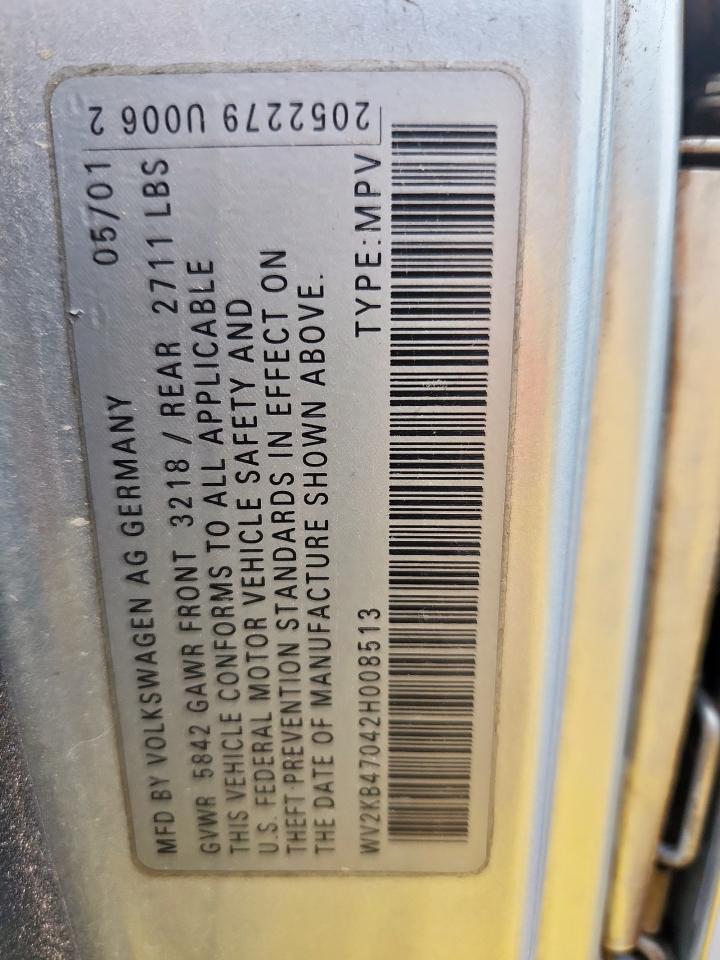 MFD BY VOLKSWAGEN AG GERMANY 05/01
GVWR 5842 GAWR FRONT 3218 / REAR 2711 LBS
THIS VEHICLE CONFORMS TO ALL APPLICABLE
U.S. FEDERAL MOTOR VEHICLE SAFETY AND
THEFT PREVENTION STANDARDS IN EFFECT ON
THE DATE OF MANUFACTURE SHOWN ABOVE.
WV2KB47042H008513 TYPE:MPV
2052279 U006 2